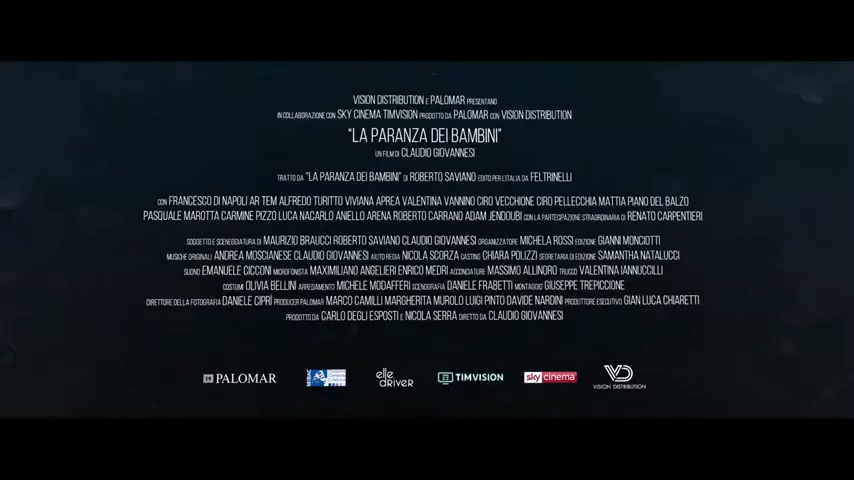 VISION DISTRIBUTION E PALOMAR PRESENTANO
IN COLLABORAZIONE CON SKY CINEMA TIMVISION PRODOTTO DA PALOMAR CON VISION DISTRIBUTION
"LA PARANZA DEI BAMBINI"
UN FILM DI CLAUDIO GIOVANNESI
TRATTO DA "LA PARANZA DEI BAMBINI" DI ROBERTO SAVIANO EDITO PER L'ITALIA DA FELTRINELLI
CON FRANCESCO DI NAPOLI AR TEM ALFREDO TURITTO VIVIANA APREA VALENTINA VANNINO CIRO VECCHIONE CIRO PELLECCHIA MATTIA PIANO DEL BALZO
PASQUALE MAROTTA CARMINE PIZZO LUCA NACARLO ANIELLO ARENA ROBERTO CARRANO ADAM JENDOUBI CON LA PARTECIPAZIONE STRAORDINARIA DI RENATO CARPENTIERI
SOGGETTO E SCENEGGIATURA DI MAURIZIO BRAUCCI ROBERTO SAVIANO CLAUDIO GIOVANNESI ORGANIZZATORE MICHELA ROSSI EDIZIONE GIANNI MONCIOTTI
MUSICHE ORIGINALI ANDREA MOSCIANESE CLAUDIO GIOVANNESI AIUTO REGIA NICOLA SCORZA CASTING CHIARA POLIZZI SEGRETARIA DI EDIZIONE SAMANTHA NATALUCCI
SUONO EMANUELE CICCONI MICROFONISTA MAXIMILIANO ANGELIERI ENRICO MEDRI ACCONCIATURE MASSIMO ALLINORO TRUCCO VALENTINA IANNUCCILLI
COSTUMI OLIVIA BELLINI ARREDAMENTO MICHELE MODAFFERI SCENOGRAFIA DANIELE FRABETTI MONTAGGIO GIUSEPPE TREPICCIONE
DIRETTORE DELLA FOTOGRAFIA DANIELE CIPRÌ PRODUCER PALOMAR MARCO CAMILLI MARGHERITA MUROLO LUIGI PINTO DAVIDE NARDINI PRODUTTORE ESECUTIVO GIAN LUCA CHIARETTI
PRODOTTO DA CARLO DEGLI ESPOSTI E NICOLA SERRA DIRETTO DA CLAUDIO GIOVANNESI
PALOMAR
elle driver
TIMVISION
sky cinema
VISION DISTRIBUTION